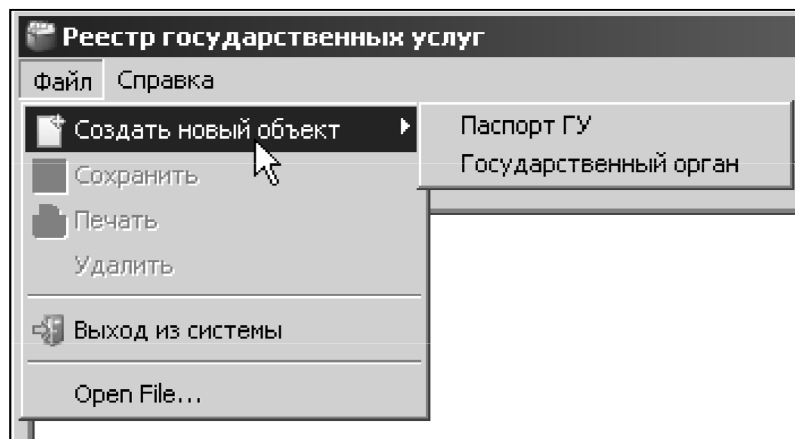 Реестр государственных услуг
Файл Справка
Создать новый объект
Паспорт ГУ
Государственный орган
Сохранить
Печать
Удалить
Выход из системы
Open File...